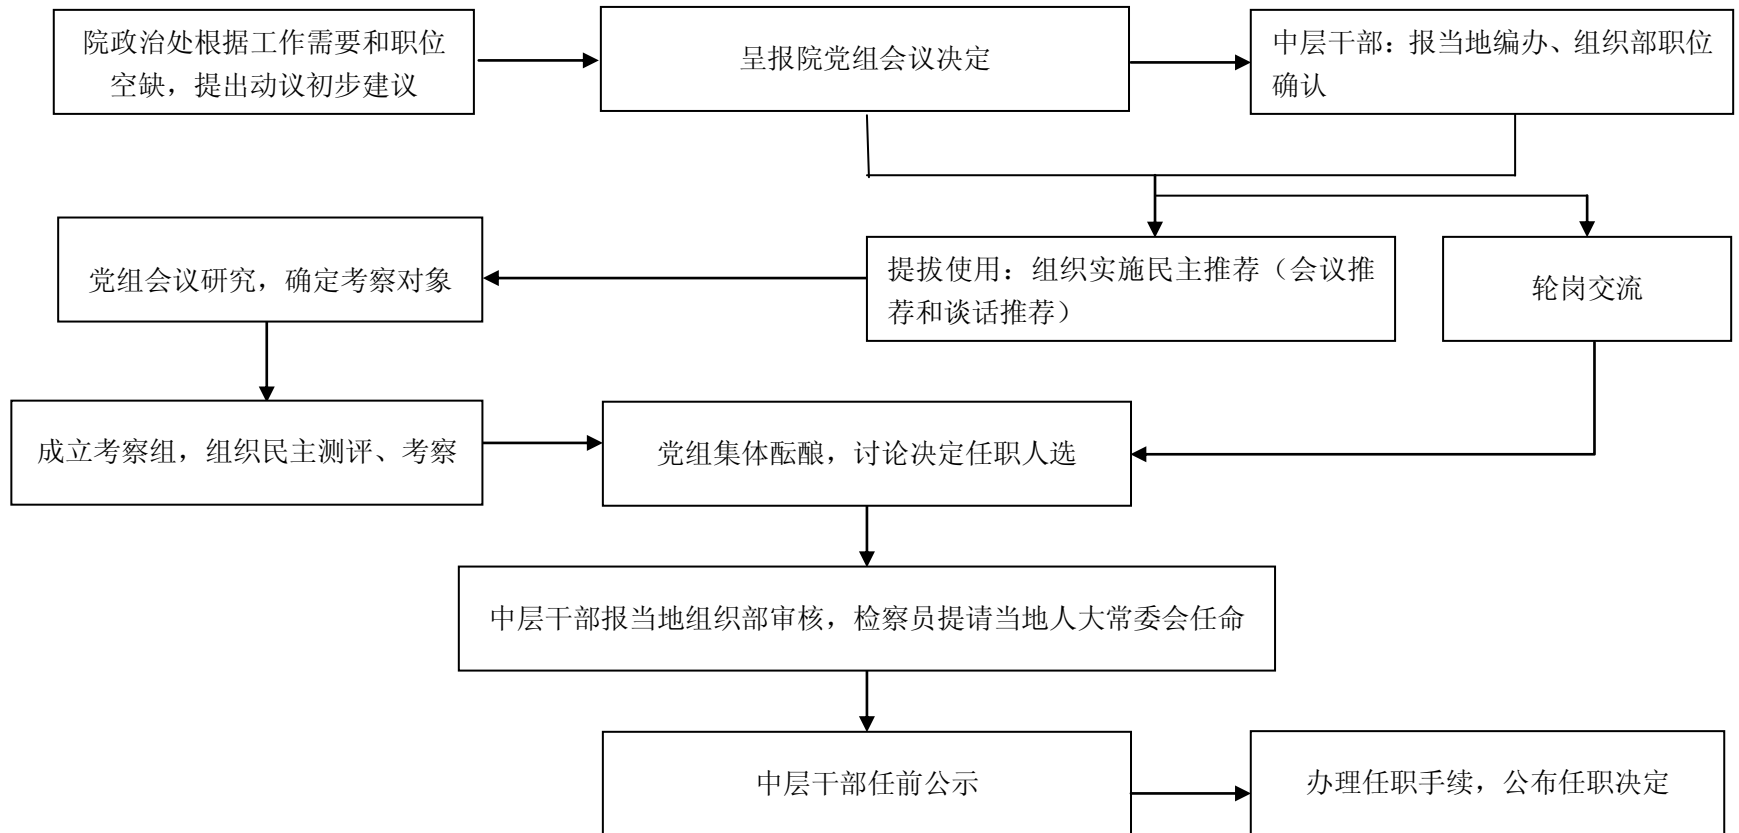 院政治处根据工作需要和职位
空缺，提出动议初步建议
呈报院党组会议决定
中层干部：报当地编办、组织部职位
确认
党组会议研究，确定考察对象
提拔使用：组织实施民主推荐（会议推
荐和谈话推荐）
轮岗交流
成立考察组，组织民主测评、考察
党组集体酝酿，讨论决定任职人选
中层干部报当地组织部审核，检察员提请当地人大常委会任命
中层干部任前公示
办理任职手续，公布任职决定